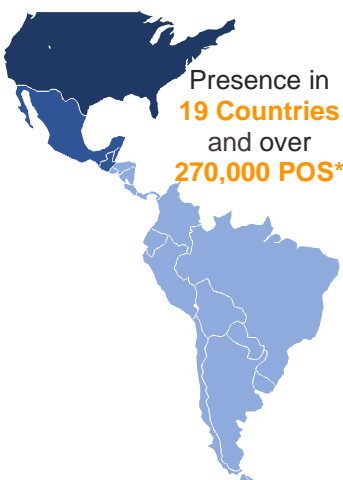 Presence in
19 Countries
and over
270,000 POS*